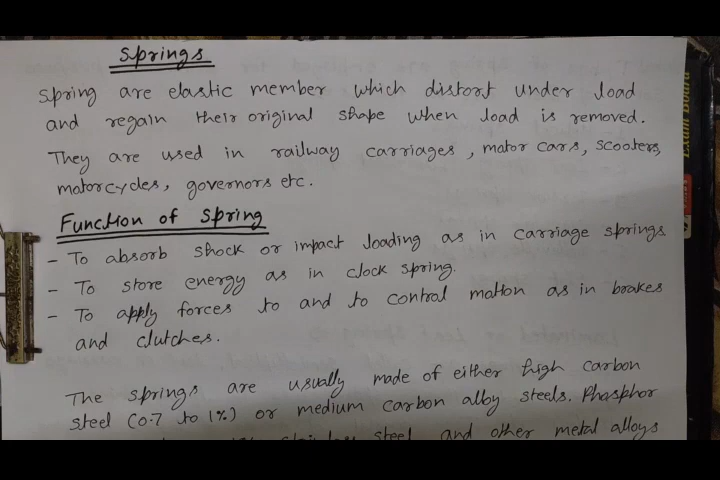 Springs
Spring are elastic member which distort under load
and regain their original shape when load is removed.
They are used in railway carriages, motor cars, scooters,
motorcycles, governors etc.
Function of Spring
- To absorb shock or impact loading as in carriage springs
- To store energy as in clock spring.
- To apply forces to and to control motion as in brakes
and clutches.
The springs are usually made of either high carbon
steel (0.7 to 1%) or medium carbon alloy steels. Phosphor
stainless steel and other metal alloys